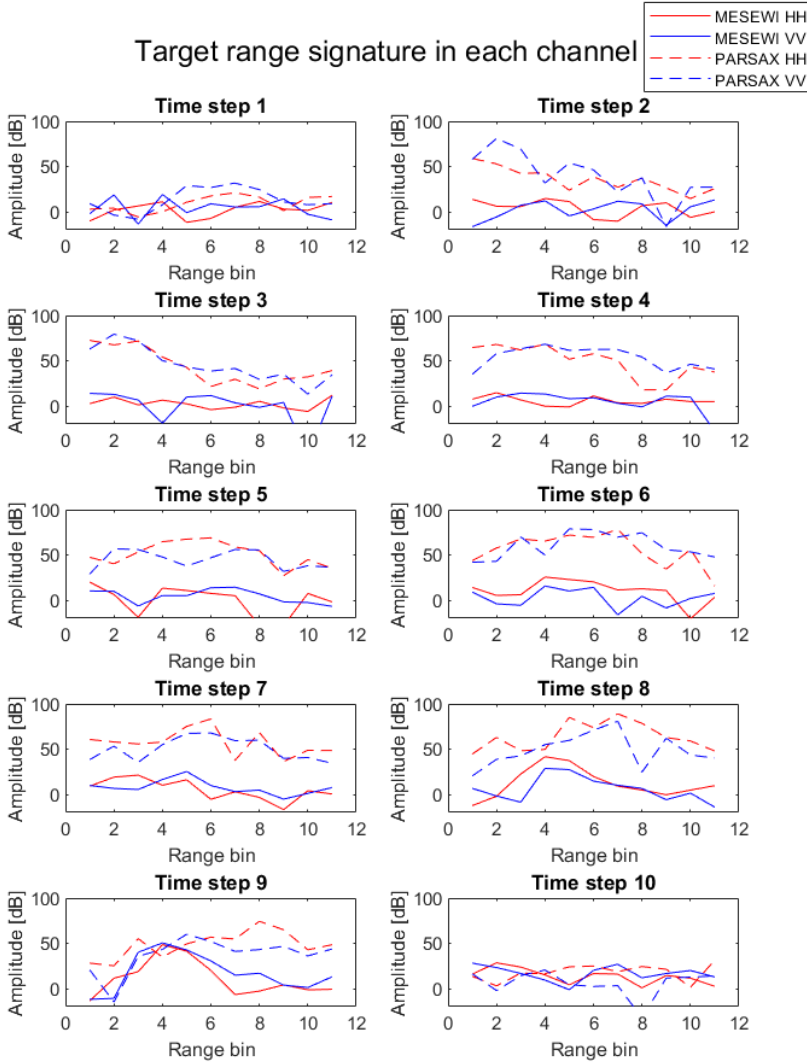 MESEWI HH
MESEWI VV
PARSAX HH
PARSAX VV
Target range signature in each channel
Time step 1
Time step 2
100
50
0
Amplitude [dB]
0 2 4 6 8 10 12
Range bin
100
50
0
Amplitude [dB]
0 2 4 6 8 10 12
Range bin
Time step 3
Time step 4
100
50
0
Amplitude [dB]
0 2 4 6 8 10 12
Range bin
100
50
0
Amplitude [dB]
0 2 4 6 8 10 12
Range bin
Time step 5
Time step 6
100
50
0
Amplitude [dB]
0 2 4 6 8 10 12
Range bin
100
50
0
Amplitude [dB]
0 2 4 6 8 10 12
Range bin
Time step 7
Time step 8
100
50
0
Amplitude [dB]
0 2 4 6 8 10 12
Range bin
100
50
0
Amplitude [dB]
0 2 4 6 8 10 12
Range bin
Time step 9
Time step 10
100
50
0
Amplitude [dB]
0 2 4 6 8 10 12
Range bin
100
50
0
Amplitude [dB]
0 2 4 6 8 10 12
Range bin